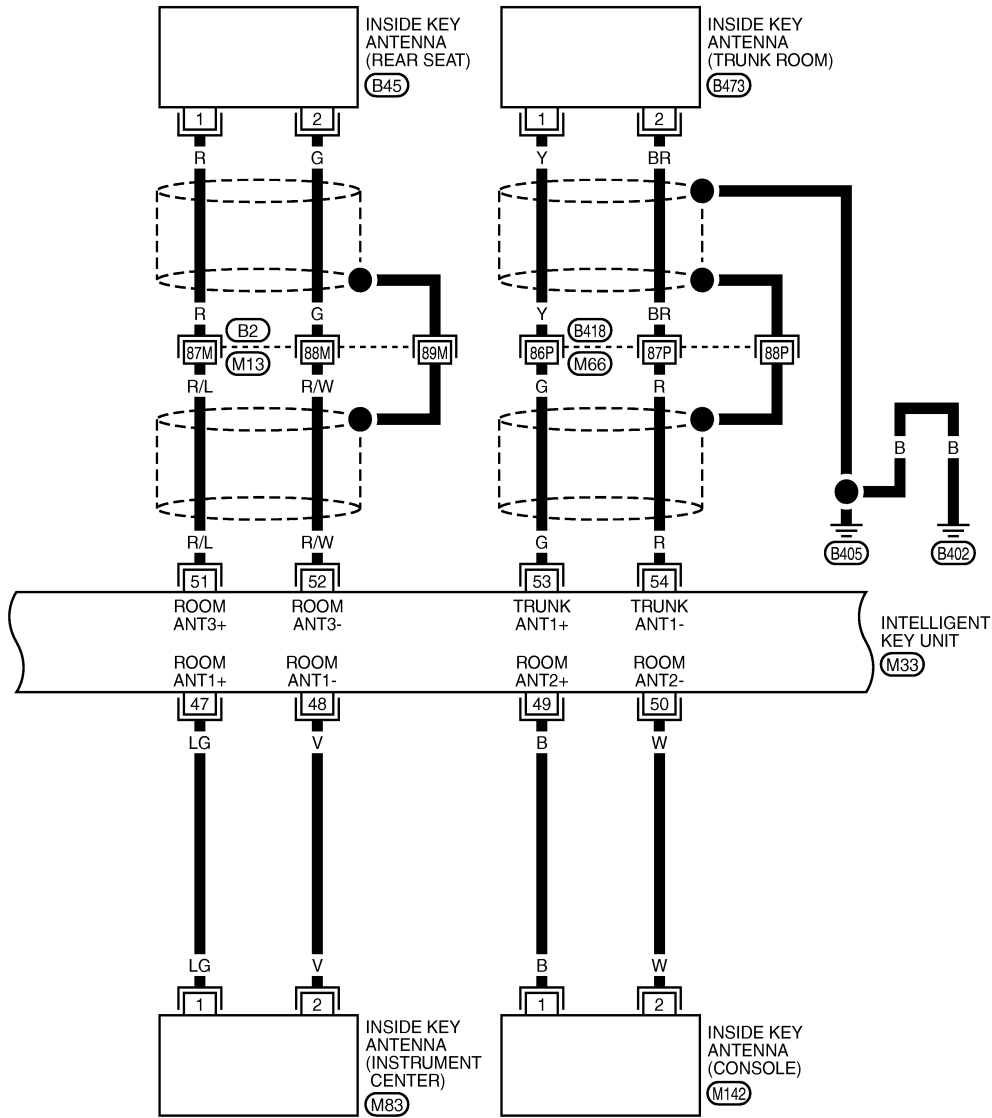 INSIDE KEY
ANTENNA
(REAR SEAT)
B45
INSIDE KEY
ANTENNA
(TRUNK ROOM)
B473
1 2 1 2
R G Y BR
R G Y BR
B2 B418
87M 88M 89M 86P 87P 88P
M13 M66
R/L R/W G R
B B
R/L R/W G R
B405 B402
51 52 53 54
ROOM ROOM TRUNK TRUNK
ANT3+ ANT3- ANT1+ ANT1-
INTELLIGENT
KEY UNIT
M33
ROOM ROOM ROOM ROOM
ANT1+ ANT1- ANT2+ ANT2-
47 48 49 50
LG V B W
LG V B W
1 2 1 2
INSIDE KEY
ANTENNA
(INSTRUMENT
CENTER)
M83
INSIDE KEY
ANTENNA
(CONSOLE)
M142